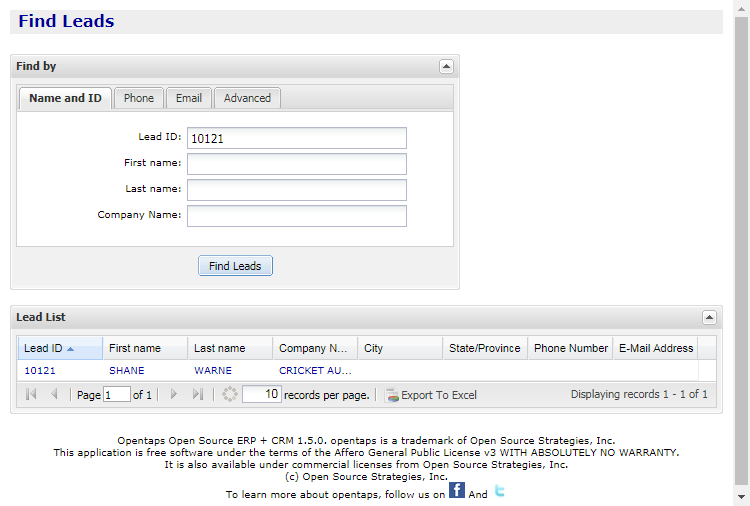 Find Leads
Find by
Name and ID Phone Email Advanced
Lead ID: 10121
First name:
Last name:
Company Name:
Find Leads
Lead List
Lead ID First name Last name Company N... City State/Province Phone Number E-Mail Address
10121 SHANE WARNE CRICKET AU...
Page 1 of 1 10 records per page. Export To Excel Displaying records 1 - 1 of 1
Opentaps Open Source ERP + CRM 1.5.0. opentaps is a trademark of Open Source Strategies, Inc.
This application is free software under the terms of the Affero General Public License v3 WITH ABSOLUTELY NO WARRANTY.
It is also available under commercial licenses from Open Source Strategies, Inc.
(c) Open Source Strategies, Inc.
To learn more about opentaps, follow us on f And t